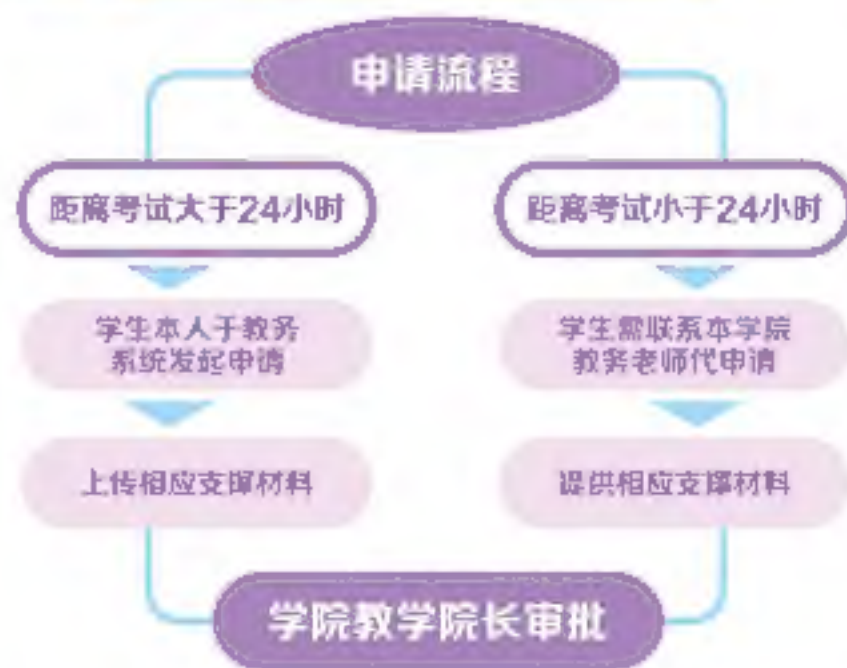 申请流程
距离考试大于24小时
距离考试小于24小时
学生本人于教务
系统发起申请
学生需联系本学院
教务老师代申请
上传相应支撑材料
提供相应支撑材料
学院教学院长审批